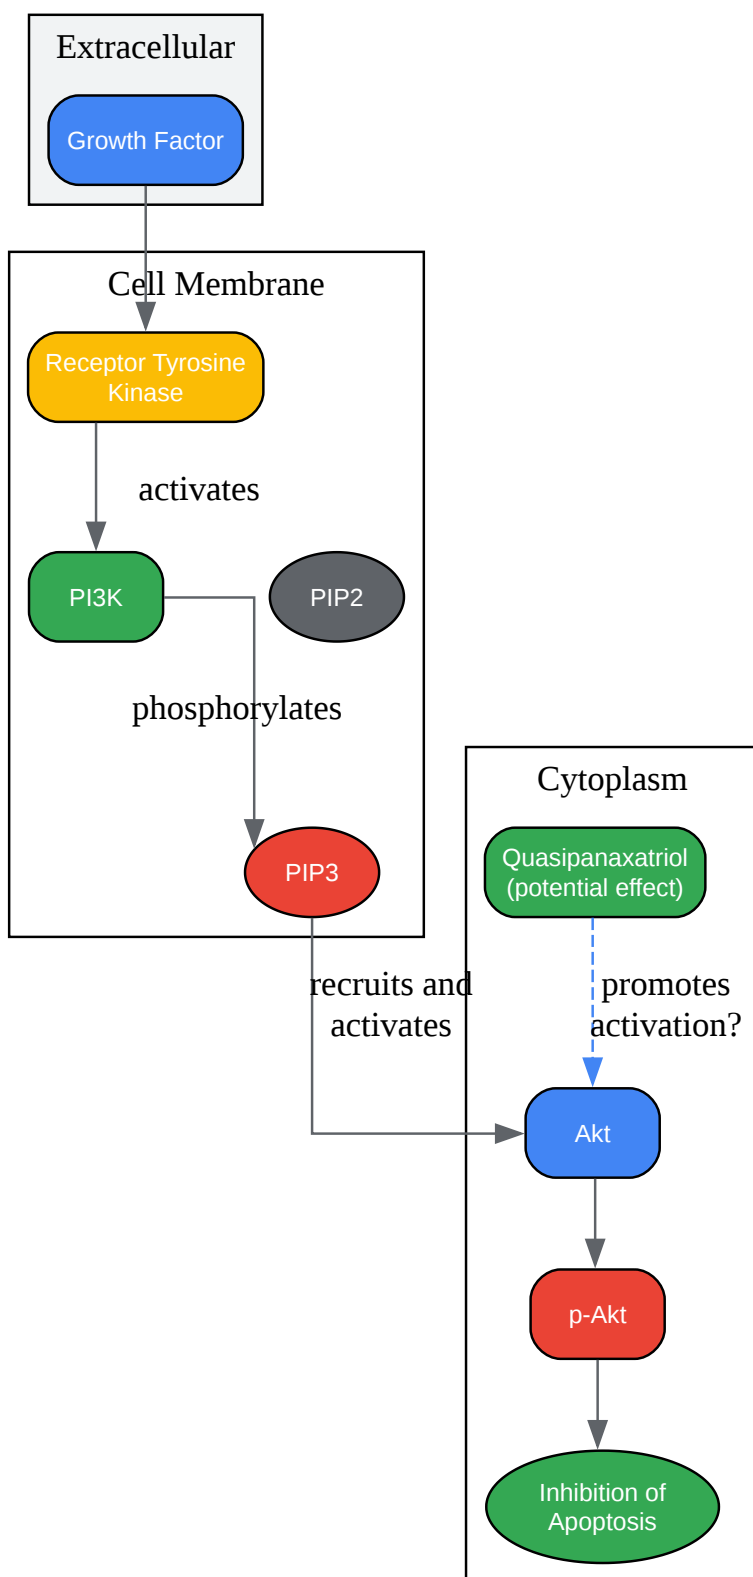 Extracellular
Growth Factor
Cell Membrane
Receptor Tyrosine
Kinase
activates
PI3K
PIP2
phosphorylates
Cytoplasm
Quasipanaxatriol
(potential effect)
PIP3
recruits and
activates
promotes
activation?
Akt
p-Akt
Inhibition of
Apoptosis